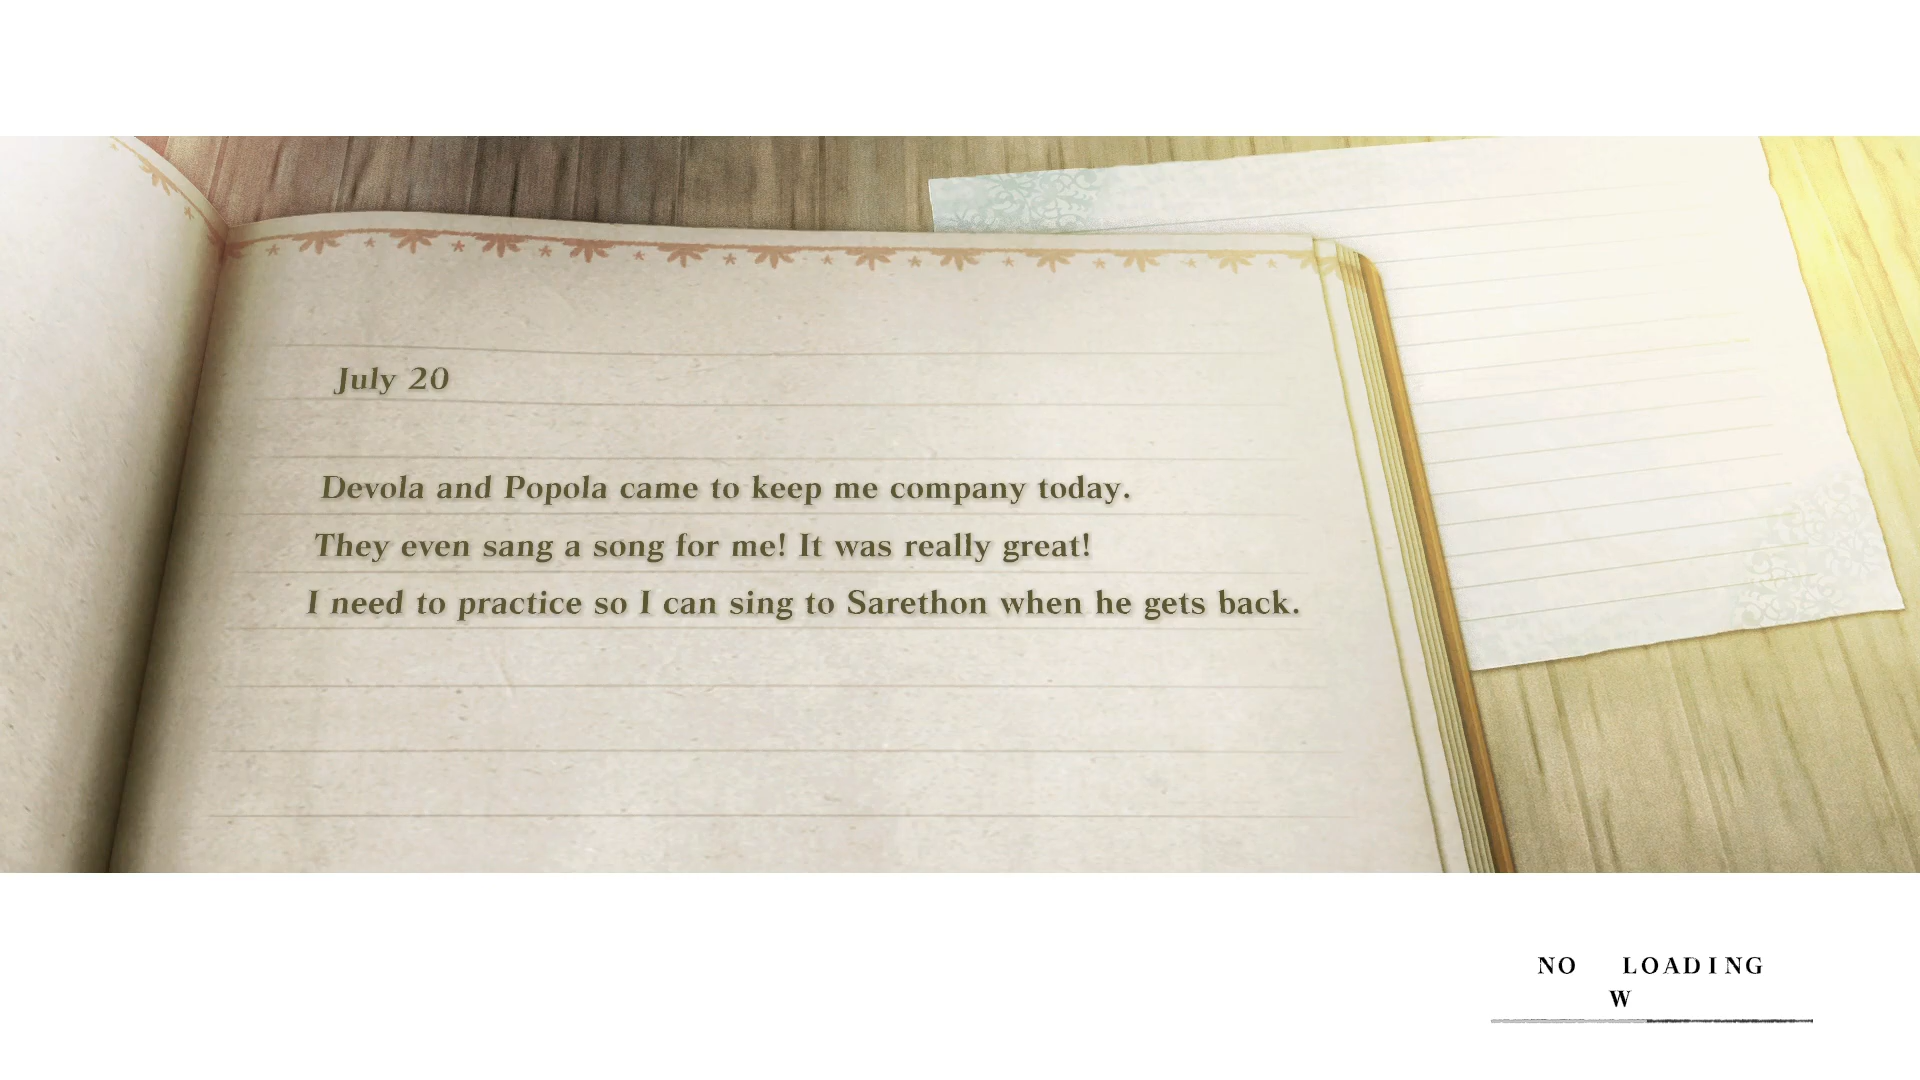 July 20
Devola and Popola came to keep me company today.
They even sang a song for me! It was really great!
I need to practice so I can sing to Sarethon when he gets back.
NO LOADING
W